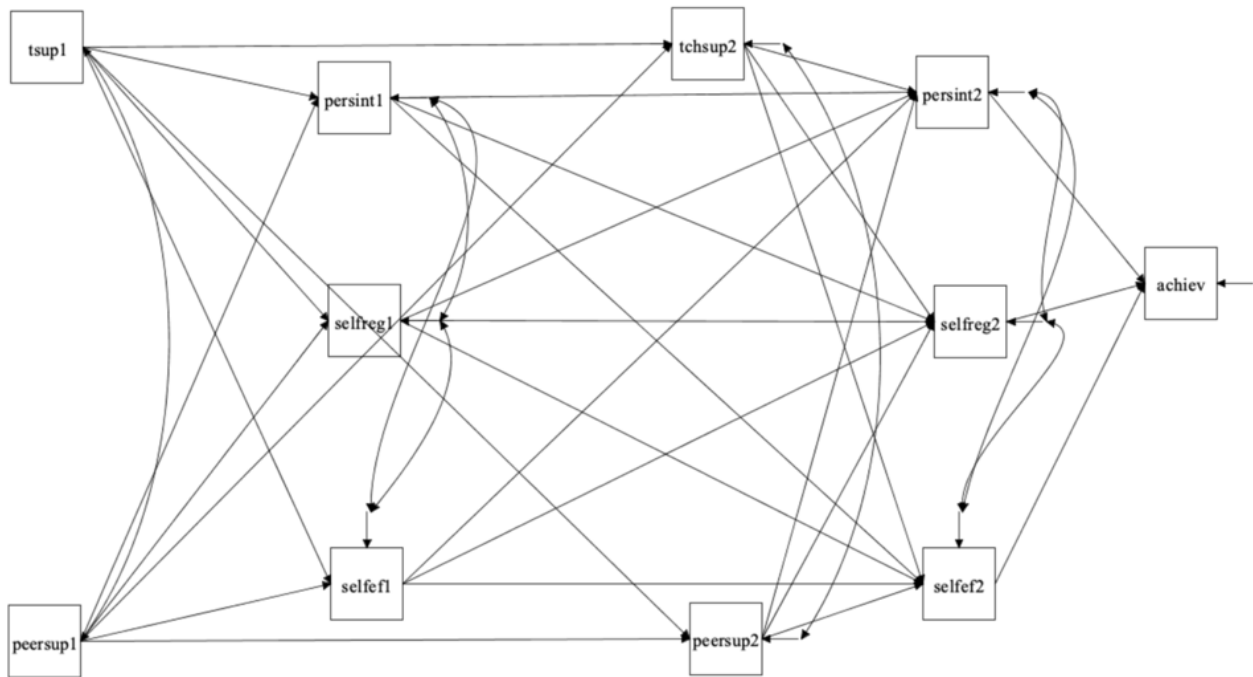 tsup1
tchsup2
persint1
persint2
selfreg1
selfreg2
achiev
selfef1
selfef2
peersup1
peersup2